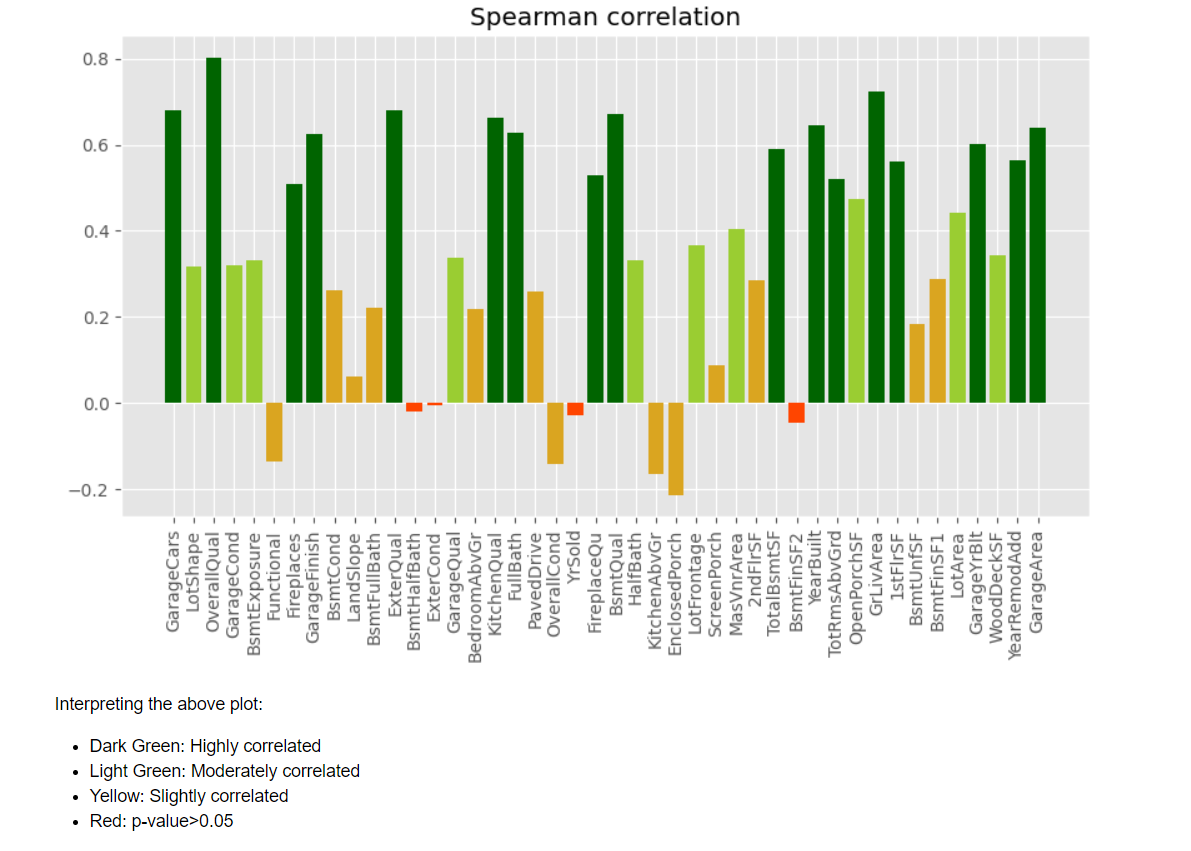 Spearman correlation
0.8
0.6
0.4
0.2
0.0
−0.2
GarageCars
LotShape
OverallQual
GarageCond
BsmtExposure
Functional
Fireplaces
GarageFinish
BsmtCond
LandSlope
BsmtFullBath
ExterQual
BsmtHalfBath
ExterCond
GarageQual
BedroomAbvGr
KitchenQual
FullBath
PavedDrive
OverallCond
YrSold
FireplaceQu
BsmtQual
HalfBath
KitchenAbvGr
EnclosedPorch
LotFrontage
ScreenPorch
MasVnrArea
2ndFlrSF
TotalBsmtSF
BsmtFinSF2
YearBuilt
TotRmsAbvGrd
OpenPorchSF
GrLivArea
1stFlrSF
BsmtUnfSF
BsmtFinSF1
LotArea
GarageYrBlt
WoodDeckSF
YearRemodAdd
GarageArea
Interpreting the above plot:
• Dark Green: Highly correlated
• Light Green: Moderately correlated
• Yellow: Slightly correlated
• Red: p-value>0.05